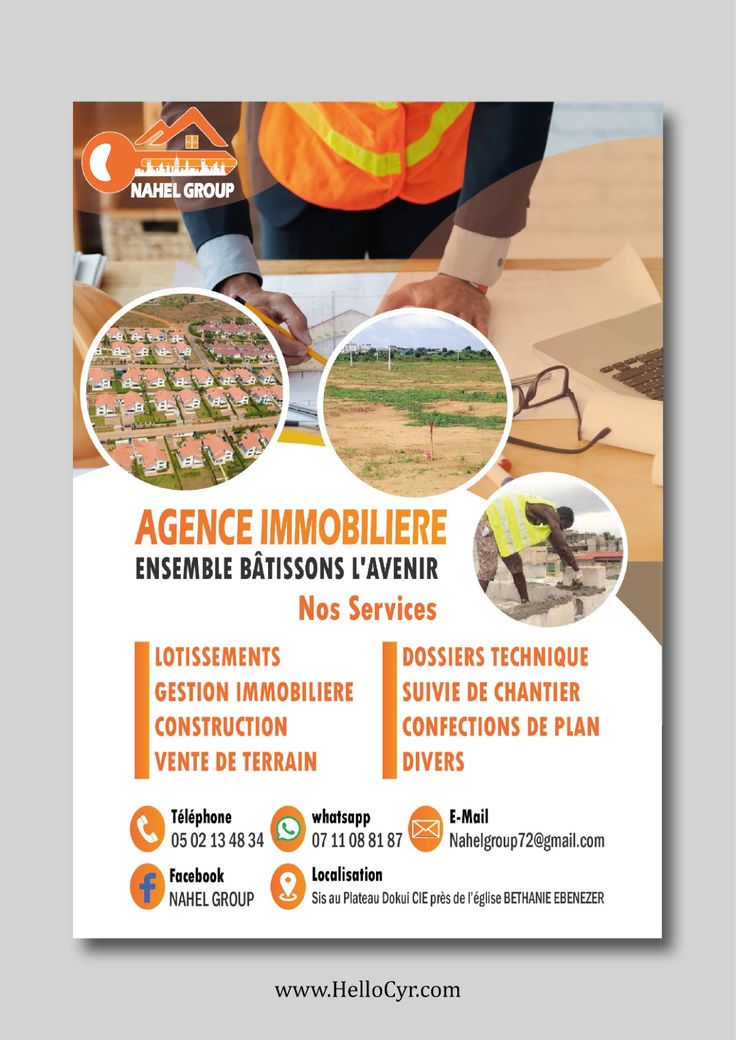 NAHEL GROUP
AGENCE IMMOBILIERE
ENSEMBLE BÂTISSONS L'AVENIR
Nos Services
LOTISSEMENTS
GESTION IMMOBILIERE
CONSTRUCTION
VENTE DE TERRAIN
DOSSIERS TECHNIQUE
SUIVIE DE CHANTIER
CONFECTIONS DE PLAN
DIVERS
Téléphone
05 02 13 48 34
whatsapp
07 11 08 81 87
E-Mail
Nahelgroup72@gmail.com
Facebook
NAHEL GROUP
Localisation
Sis au Plateau Dokui CIE près de l'église BETHANIE EBENEZER
www.HelloCyr.com